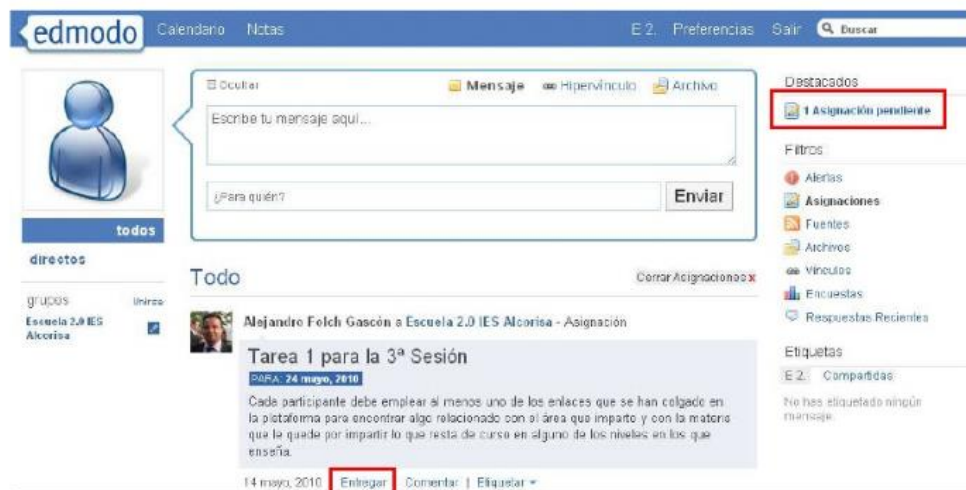 edmodo Calendario Notas E 2. Preferencias Salir Buscar
Ocultar Mensaje Hipervínculo Archivo
Escribe tu mensaje aquí...
¿Para quién? Enviar
todos
directos
grupos Unirse
Escuela 2.0 IES
Alcorisa
Todo Cerrar Asignaciones x
Alejandro Folch Gascón a Escuela 2.0 IES Alcorisa - Asignación
Tarea 1 para la 3ª Sesión
PARA: 24 mayo, 2010
Cada participante debe emplear al menos uno de los enlaces que se han colgado en
la plataforma para encontrar algo relacionado con el área que imparte y con la materia
que le quede por impartir lo que resta de curso en alguno de los niveles en los que
enseña.
14 mayo, 2010 Entregar Comentar | Etiquetar
Destacados
1 Asignación pendiente
Filtros
Alertas
Asignaciones
Fuentes
Archivos
Vínculos
Encuestas
Respuestas Recientes
Etiquetas
E 2. Compartidas
No has etiquetado ningún
mensaje.